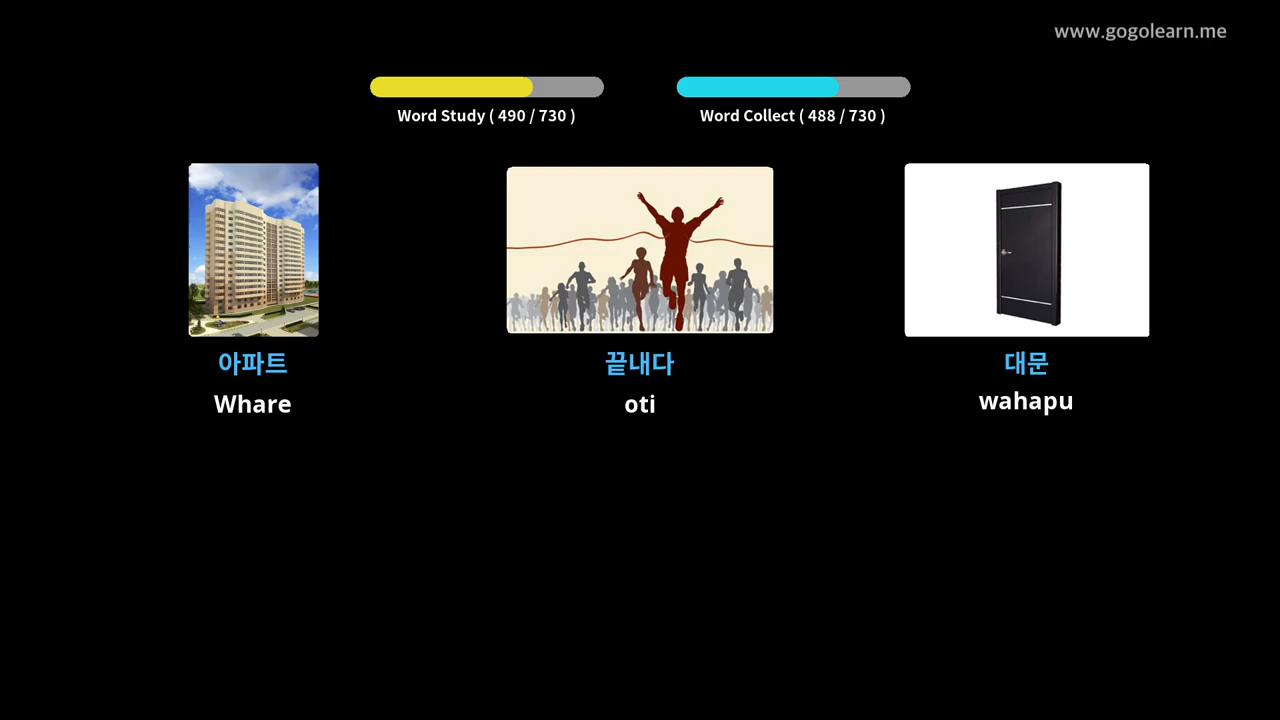 www.gogolearn.me
Word Study ( 490 / 730 )
Word Collect ( 488 / 730 )
아파트
끝내다
대문
Whare
oti
wahapu